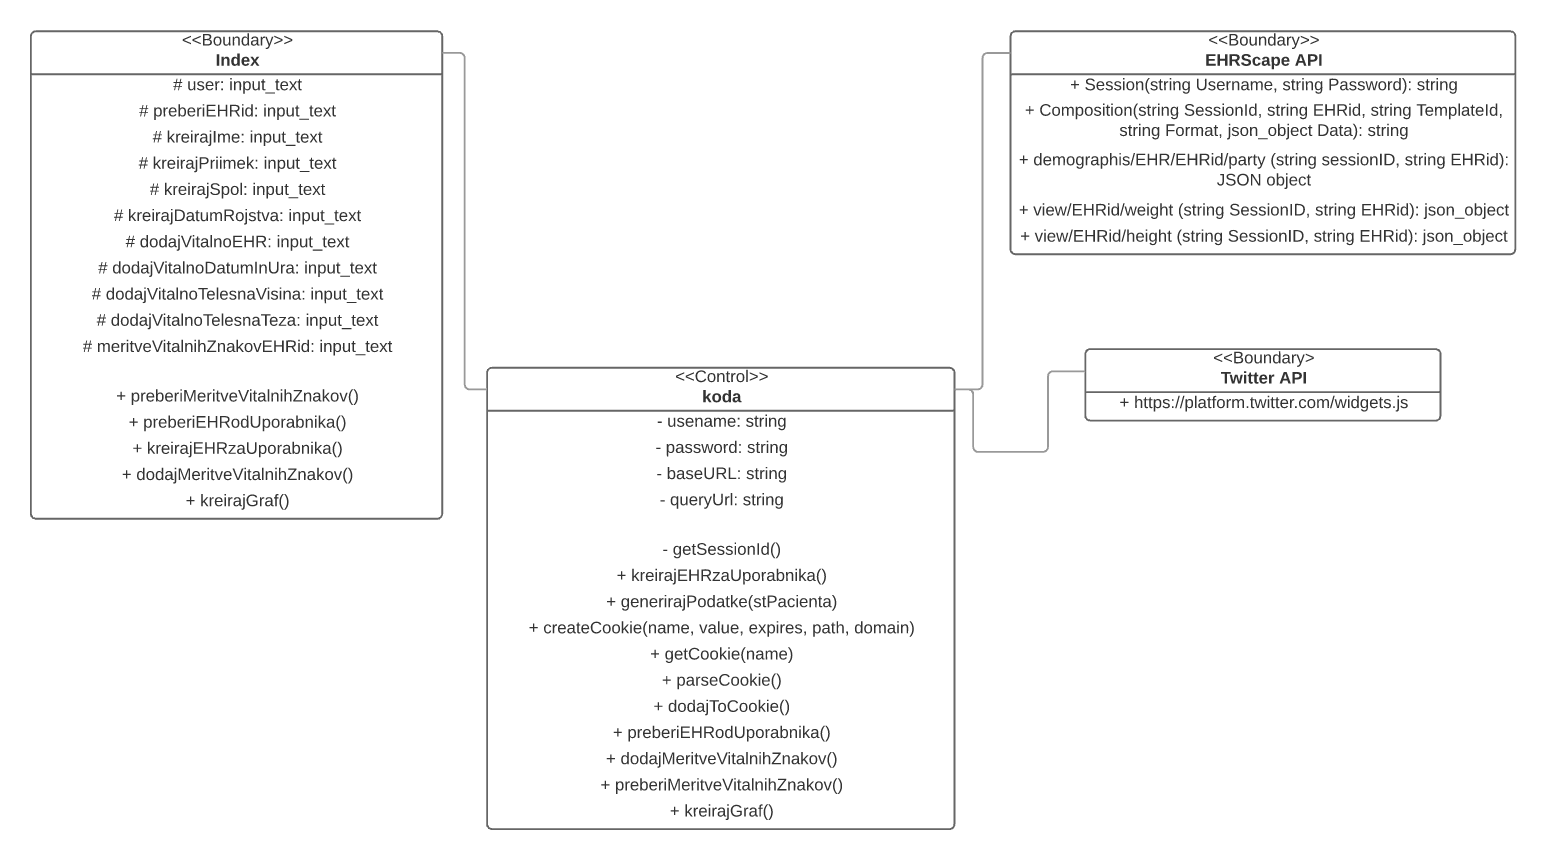 <<Boundary>>
Index
# user: input_text
# preberiEHRid: input_text
# kreirajIme: input_text
# kreirajPriimek: input_text
# kreirajSpol: input_text
# kreirajDatumRojstva: input_text
# dodajVitalnoEHR: input_text
# dodajVitalnoDatumInUra: input_text
# dodajVitalnoTelesnaVisina: input_text
# dodajVitalnoTelesnaTeza: input_text
# meritveVitalnihZnakovEHRid: input_text
+ preberiMeritveVitalnihZnakov()
+ preberiEHRodUporabnika()
+ kreirajEHRzaUporabnika()
+ dodajMeritveVitalnihZnakov()
+ kreirajGraf()
<<Control>>
koda
- usename: string
- password: string
- baseURL: string
- queryUrl: string
- getSessionId()
+ kreirajEHRzaUporabnika()
+ generirajPodatke(stPacienta)
+ createCookie(name, value, expires, path, domain)
+ getCookie(name)
+ parseCookie()
+ dodajToCookie()
+ preberiEHRodUporabnika()
+ dodajMeritveVitalnihZnakov()
+ preberiMeritveVitalnihZnakov()
+ kreirajGraf()
<<Boundary>>
EHRScape API
+ Session(string Username, string Password): string
+ Composition(string SessionId, string EHRid, string TemplateId,
string Format, json_object Data): string
+ demographis/EHR/EHRid/party (string sessionID, string EHRid):
JSON object
+ view/EHRid/weight (string SessionID, string EHRid): json_object
+ view/EHRid/height (string SessionID, string EHRid): json_object
<<Boundary>
Twitter API
+ https://platform.twitter.com/widgets.js